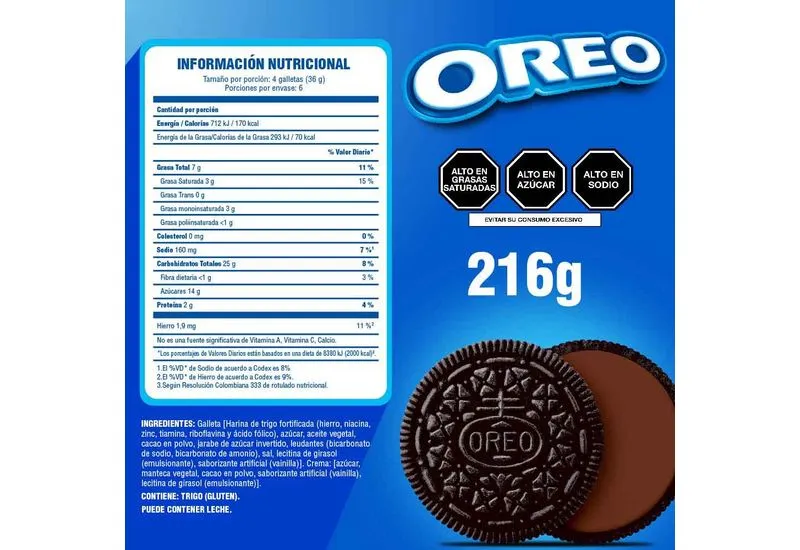 INFORMACIÓN NUTRICIONAL
Tamaño por porción: 4 galletas (36 g)
Porciones por envase: 6
Cantidad por porción
Energía / Calorías 712 kJ / 170 kcal
Energía de la Grasa/Calorías de la Grasa 293 kJ / 70 kcal
% Valor Diario*
Grasa Total 7 g 11 %
Grasa Saturada 3 g 15 %
Grasa Trans 0 g
Grasa monoinsaturada 3 g
Grasa poliinsaturada <1 g
Colesterol 0 mg 0 %
Sodio 160 mg 7 %¹
Carbohidratos Totales 25 g 8 %
Fibra dietaria <1 g 3 %
Azúcares 14 g
Proteína 2 g 4 %
Hierro 1,9 mg 11 %²
No es una fuente significativa de Vitamina A, Vitamina C, Calcio.
*Los porcentajes de Valores Diarios están basados en una dieta de 8380 kJ (2000 kcal)³.
1.El %VD* de Sodio de acuerdo a Codex es 8%
2.El %VD* de Hierro de acuerdo a Codex es 9%.
3.Según Resolución Colombiana 333 de rotulado nutricional.
INGREDIENTES: Galleta [Harina de trigo fortificada (hierro, niacina,
zinc, tiamina, riboflavina y ácido fólico), azúcar, aceite vegetal,
cacao en polvo, jarabe de azúcar invertido, leudantes (bicarbonato
de sodio, bicarbonato de amonio), sal, lecitina de girasol
(emulsionante), saborizante artificial (vainilla)]. Crema: [azúcar,
manteca vegetal, cacao en polvo, saborizante artificial (vainilla),
lecitina de girasol (emulsionante)].
CONTIENE: TRIGO (GLUTEN).
PUEDE CONTENER LECHE.
OREO
ALTO EN
GRASAS
SATURADAS
ALTO EN
AZÚCAR
ALTO EN
SODIO
EVITAR SU CONSUMO EXCESIVO
216g
OREO